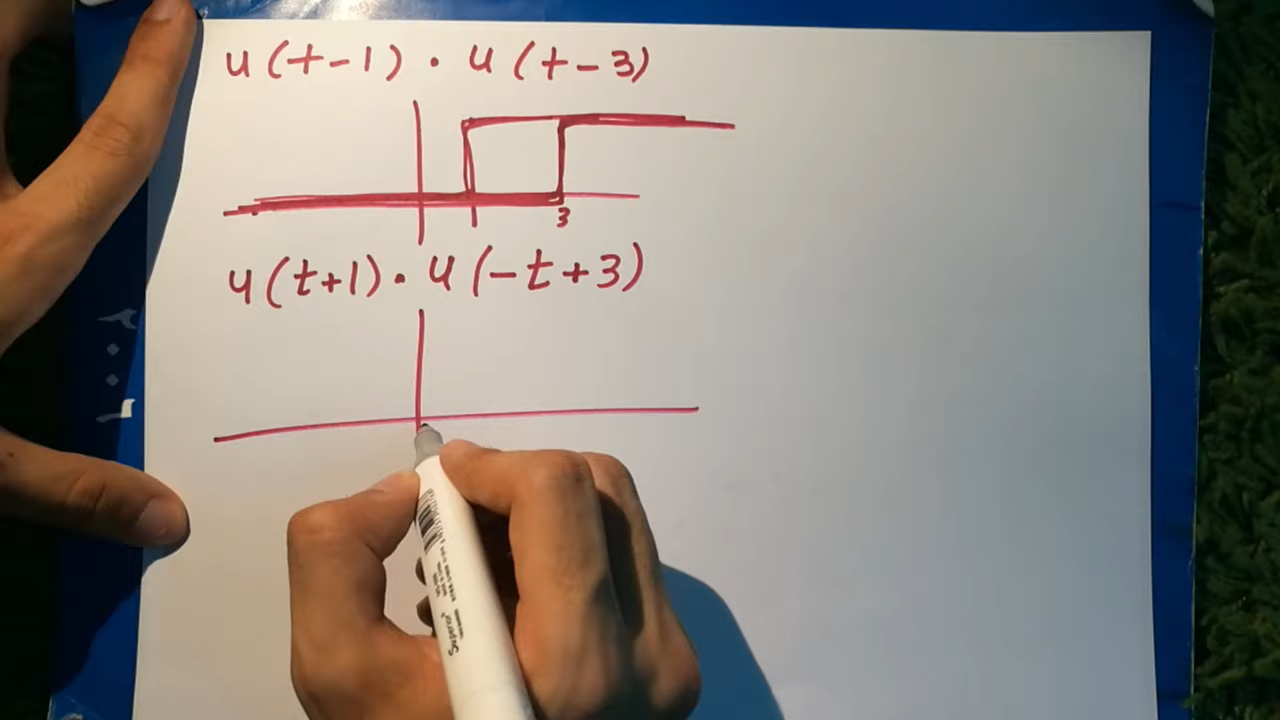 u(t-1) · u(t-3)
3
u(t+1) · u(-t+3)